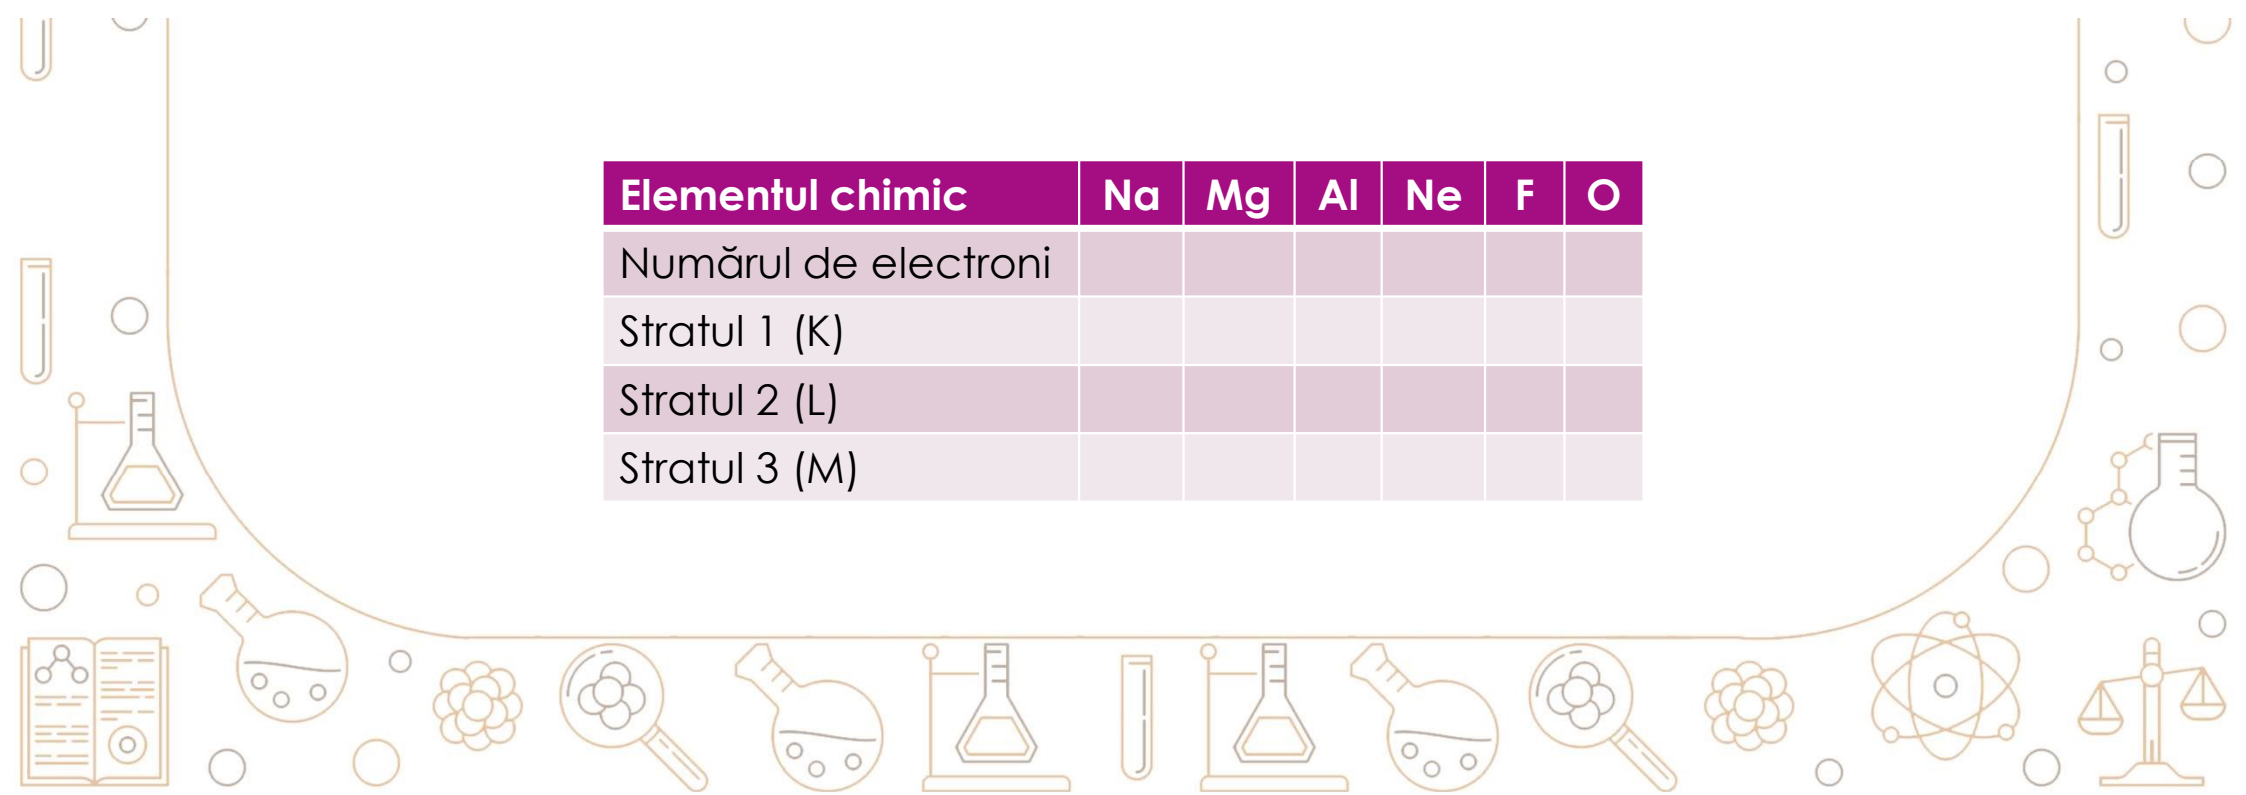 Elementul chimic Na Mg Al Ne F O
Numărul de electroni
Stratul 1 (K)
Stratul 2 (L)
Stratul 3 (M)